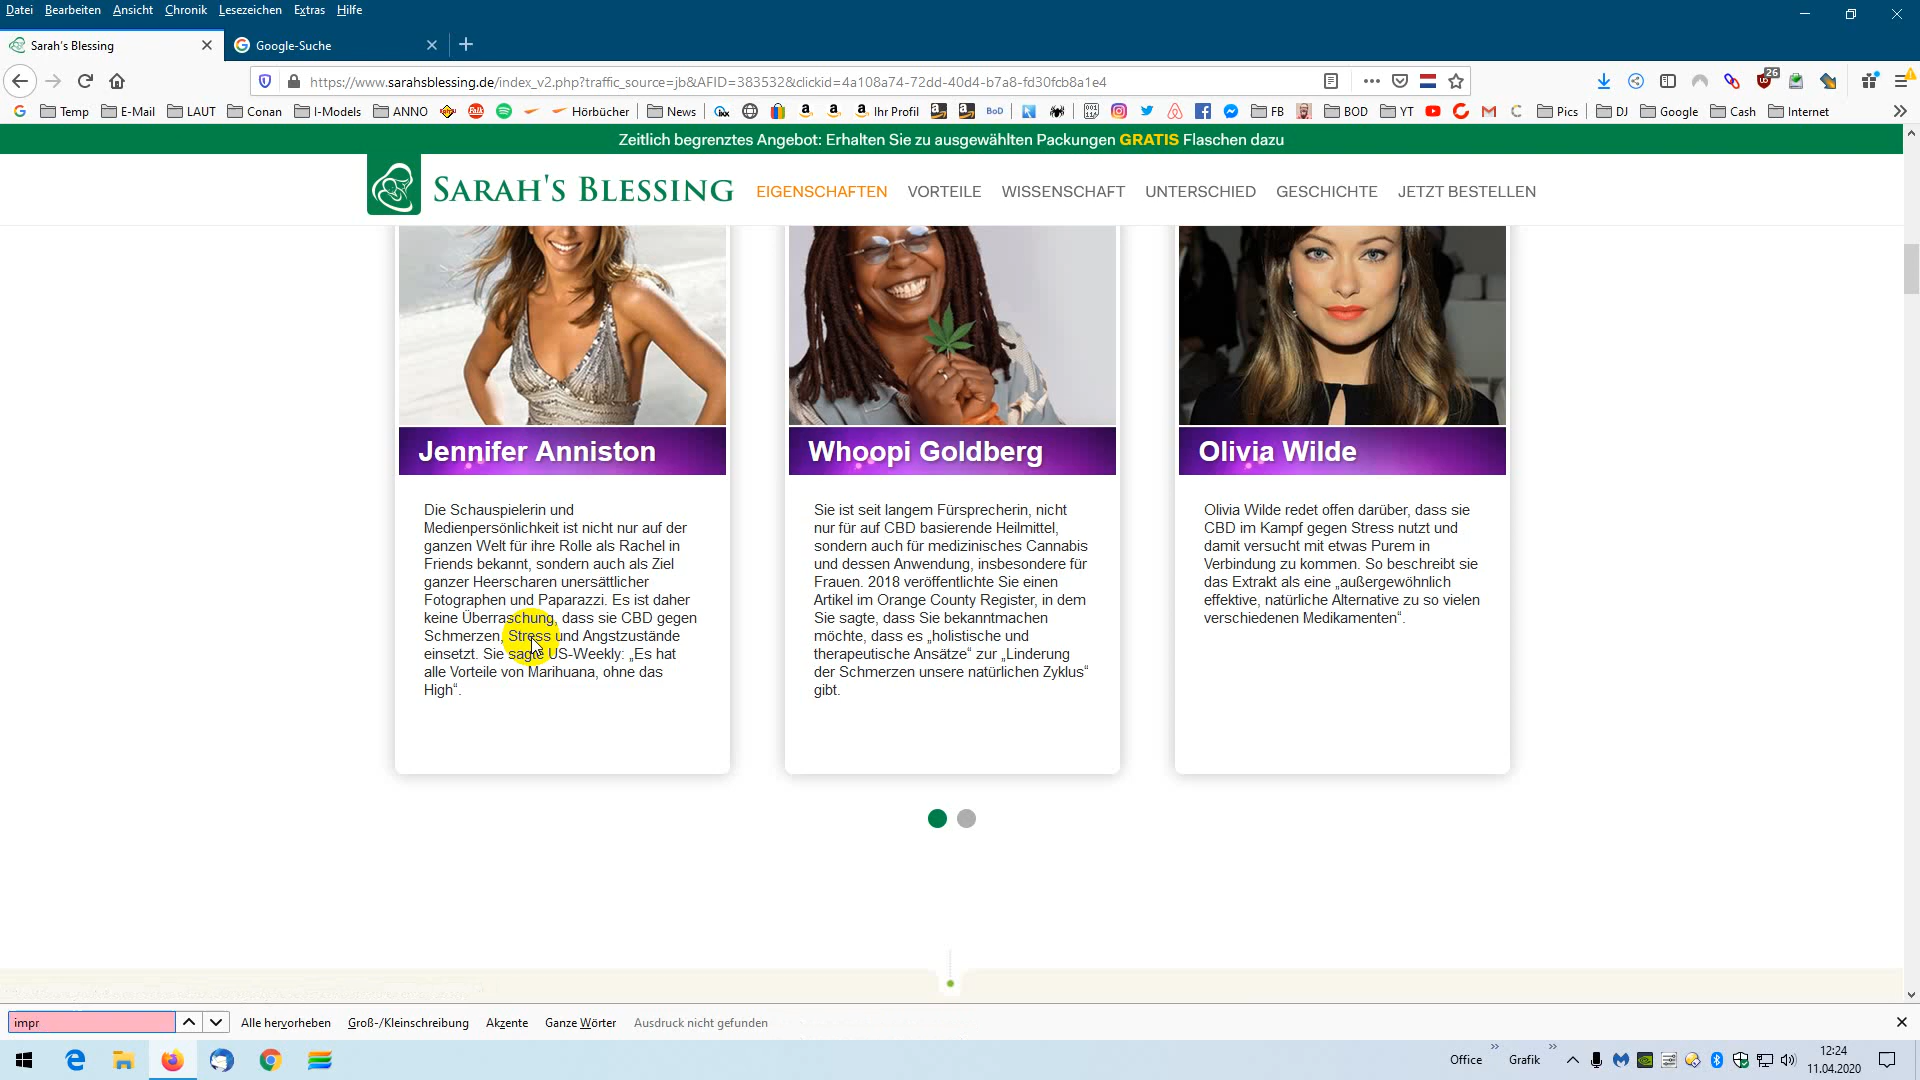 Datei Bearbeiten Ansicht Chronik Lesezeichen Extras Hilfe
Sarah's Blessing
Google-Suche
https://www.sarahsblessing.de/index_v2.php?traffic_source=jb&AFID=383532&clickid=4a108a74-72dd-40d4-b7a8-fd30fcb8a1e4
26
Temp E-Mail LAUT Conan I-Models ANNO Hörbücher News Ihr Profil BoD FB BOD YT Pics DJ Google Cash Internet
Zeitlich begrenztes Angebot: Erhalten Sie zu ausgewählten Packungen GRATIS Flaschen dazu
SARAH'S BLESSING
EIGENSCHAFTEN VORTEILE WISSENSCHAFT UNTERSCHIED GESCHICHTE JETZT BESTELLEN
Jennifer Anniston
Die Schauspielerin und
Medienpersönlichkeit ist nicht nur auf der
ganzen Welt für ihre Rolle als Rachel in
Friends bekannt, sondern auch als Ziel
ganzer Heerscharen unersättlicher
Fotographen und Paparazzi. Es ist daher
keine Überraschung, dass sie CBD gegen
Schmerzen, Stress und Angstzustände
einsetzt. Sie sagte US-Weekly: „Es hat
alle Vorteile von Marihuana, ohne das
High“.
Whoopi Goldberg
Sie ist seit langem Fürsprecherin, nicht
nur für auf CBD basierende Heilmittel,
sondern auch für medizinisches Cannabis
und dessen Anwendung, insbesondere für
Frauen. 2018 veröffentlichte Sie einen
Artikel im Orange County Register, in dem
Sie sagte, dass Sie bekanntmachen
möchte, dass es „holistische und
therapeutische Ansätze“ zur „Linderung
der Schmerzen unsere natürlichen Zyklus“
gibt.
Olivia Wilde
Olivia Wilde redet offen darüber, dass sie
CBD im Kampf gegen Stress nutzt und
damit versucht mit etwas Purem in
Verbindung zu kommen. So beschreibt sie
das Extrakt als eine „außergewöhnlich
effektive, natürliche Alternative zu so vielen
verschiedenen Medikamenten“.
impr
Alle hervorheben Groß-/Kleinschreibung Akzente Ganze Wörter Ausdruck nicht gefunden
Office Grafik
12:24
11.04.2020